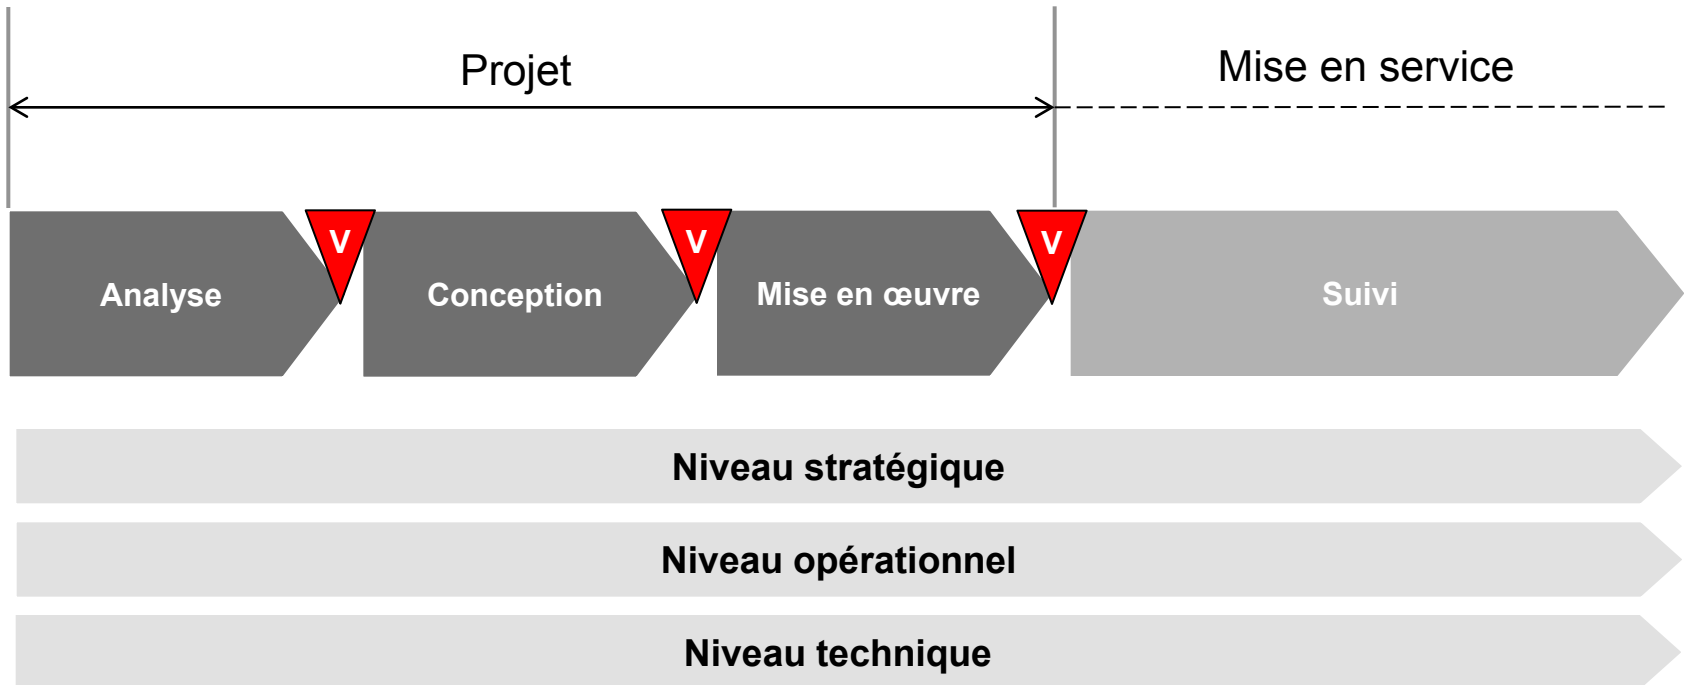 Projet
Mise en service
V
V
V
Analyse
Conception
Mise en œuvre
Suivi
Niveau stratégique
Niveau opérationnel
Niveau technique